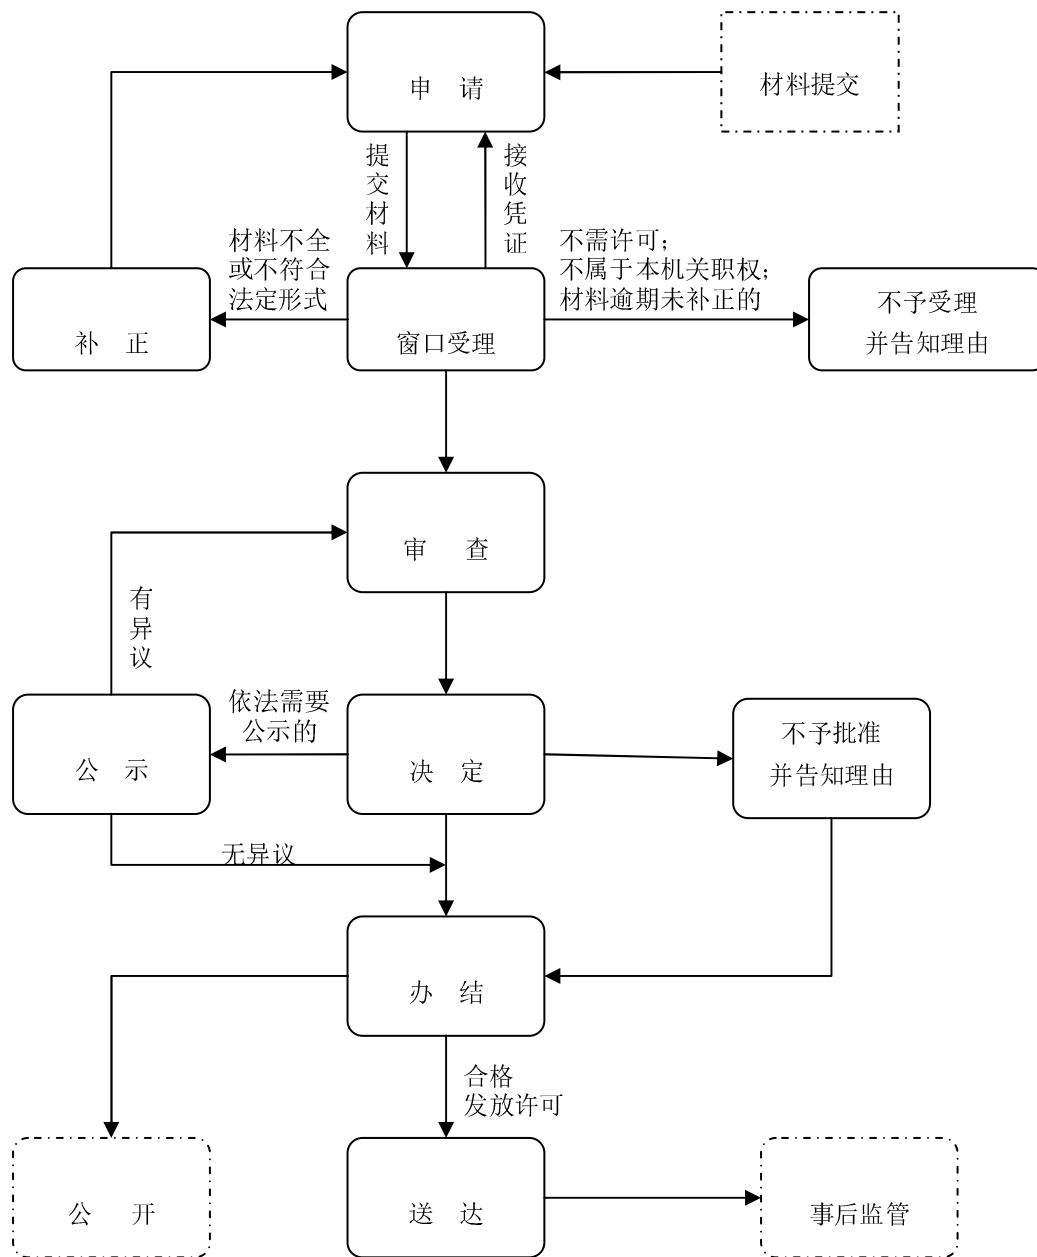 申 请
材料提交
提交材料
接收凭证
材料不全
或不符合
法定形式
不需许可;
不属于本机关职权;
材料逾期未补正的
补 正
窗口受理
不予受理
并告知理由
审 查
有异议
依法需要
公示的
公 示
决 定
不予批准
并告知理由
无异议
办 结
合格
发放许可
公 开
送 达
事后监管